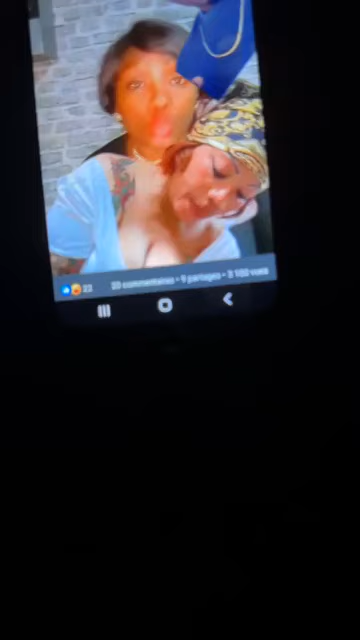 23 20 commentaires • 9 partages • 3 100 vues